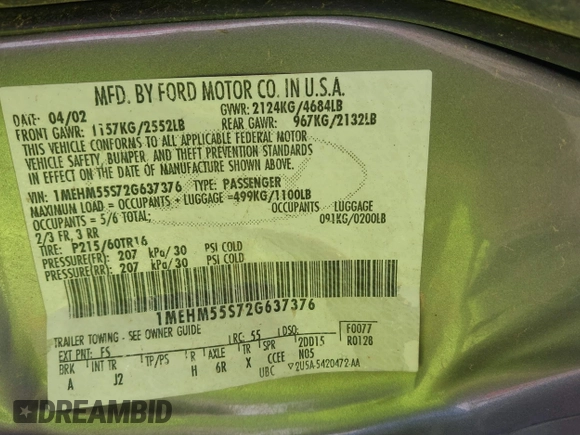 MFD. BY FORD MOTOR CO. IN U.S.A.
DATE: 04/02 GVWR: 2124KG/4684LB
FRONT GAWR: 1157KG/2552LB REAR GAWR: 967KG/2132LB
THIS VEHICLE CONFORMS TO ALL APPLICABLE FEDERAL MOTOR
VEHICLE SAFETY, BUMPER, AND THEFT PREVENTION STANDARDS
IN EFFECT ON THE DATE OF MANUFACTURE SHOWN ABOVE.
VIN: 1MEHM55S72G637376 TYPE: PASSENGER
MAXIMUM LOAD = OCCUPANTS + LUGGAGE =499KG/1100LB
OCCUPANTS = 5/6 TOTAL; OCCUPANTS LUGGAGE
2/3 FR, 3 RR 091KG/0200LB
TIRE: P215/60TR16
PRESSURE(FR) 207 kPa/30 PSI COLD
PRESSURE(RR) 207 kPa/30 PSI COLD
1MEHM55S72G637376
TRAILER TOWING - SEE OWNER GUIDE
EXT PNT: FS RC: 55 DSO: F0077
BRK INT TR TP/PS R AXLE TR SPR 2DD15 R0128
A J2 H 6R X CCEE N05
UBC ▽2U5A-5420472-AA
DREAMBID